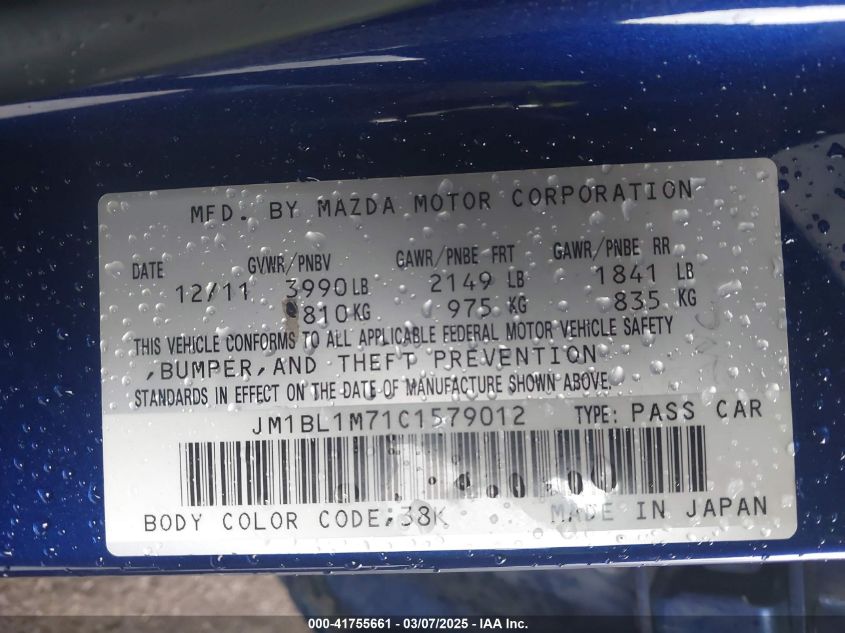 MFD. BY MAZDA MOTOR CORPORATION
DATE GVWR/PNBV GAWR/PNBE FRT GAWR/PNBE RR
12/11 3990LB 2149 LB 1841 LB
810KG 975 KG 835 KG
THIS VEHICLE CONFORMS TO ALL APPLICABLE FEDERAL MOTOR VEHICLE SAFETY
,BUMPER,AND THEFT PREVENTION
STANDARDS IN EFFECT ON THE DATE OF MANUFACTURE SHOWN ABOVE.
JM1BL1M71C1579012 TYPE: PASS CAR
BODY COLOR CODE;38K MADE IN JAPAN
000-41755661 - 03/07/2025 - IAA Inc.